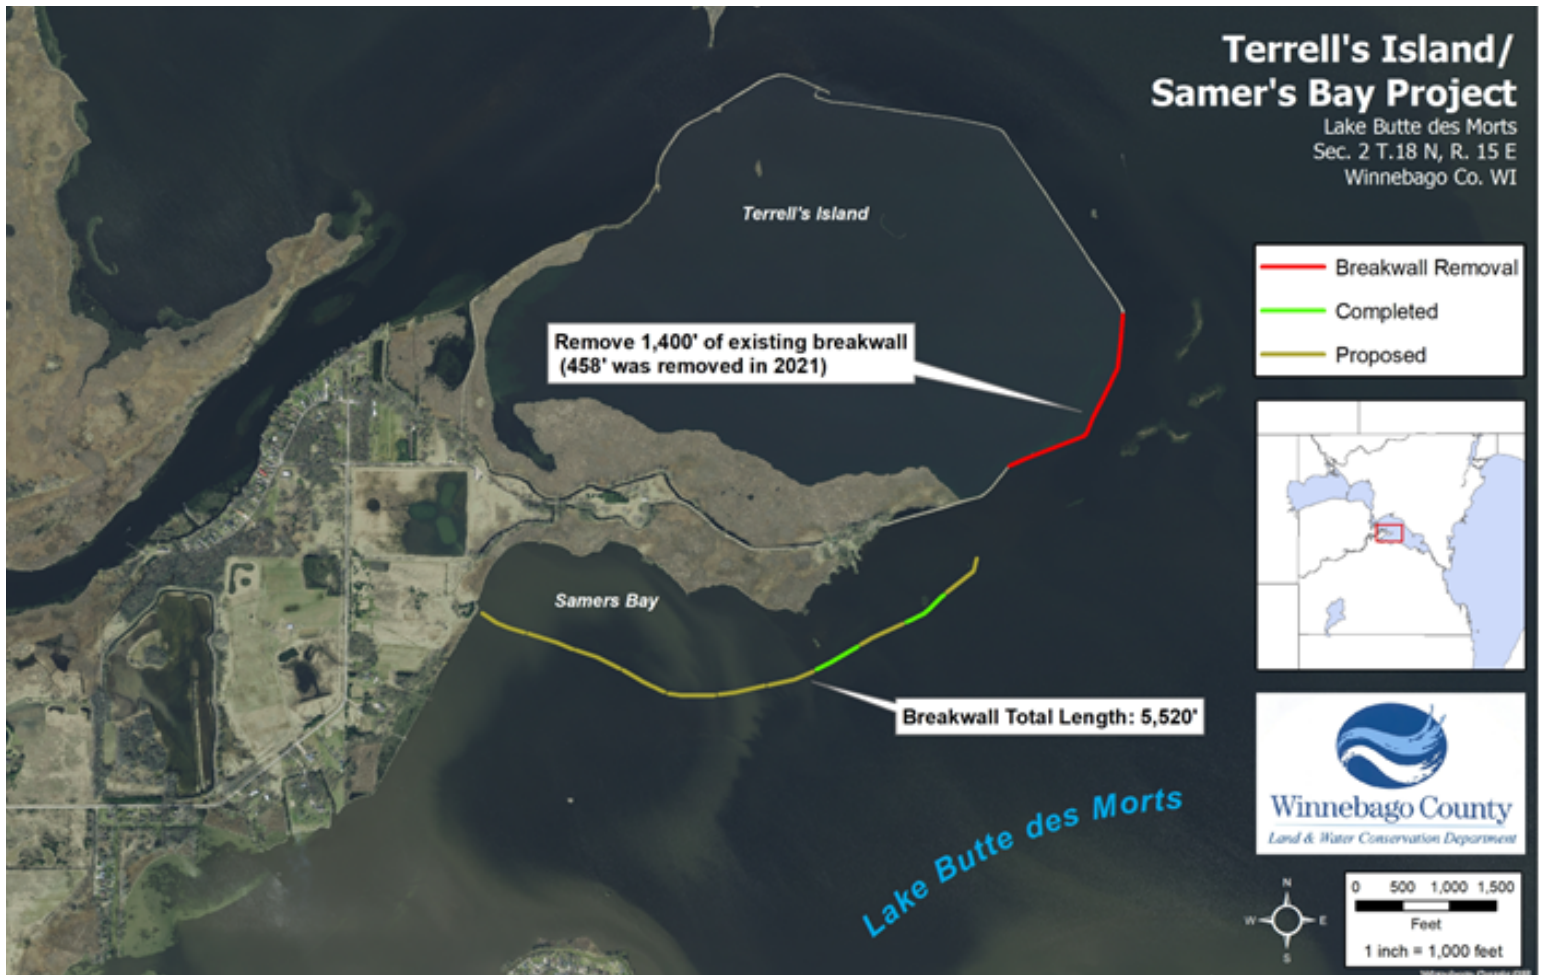 Terrell's Island/
Samer's Bay Project
Lake Butte des Morts
Sec. 2 T.18 N, R. 15 E
Winnebago Co. WI
Terrell's Island
Breakwall Removal
Completed
Proposed
Remove 1,400' of existing breakwall
(458' was removed in 2021)
Samers Bay
Breakwall Total Length: 5,520'
Lake Butte des Morts
Winnebago County
Land & Water Conservation Department
N
W E
S
0 500 1,000 1,500
Feet
1 inch = 1,000 feet